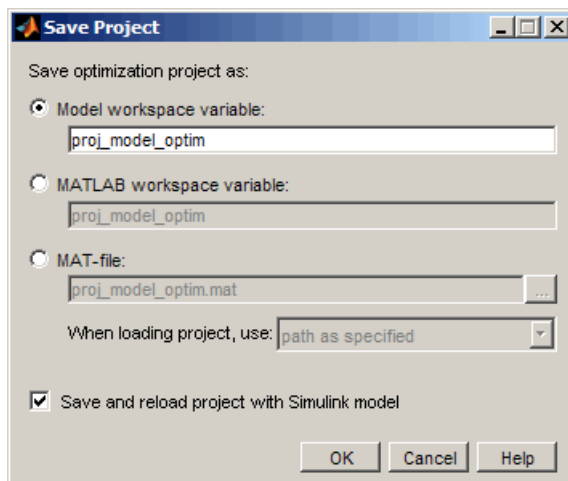 Save Project
Save optimization project as:
Model workspace variable:
proj_model_optim
MATLAB workspace variable:
proj_model_optim
MAT-file:
proj_model_optim.mat ...
When loading project, use: path as specified
Save and reload project with Simulink model
OK Cancel Help